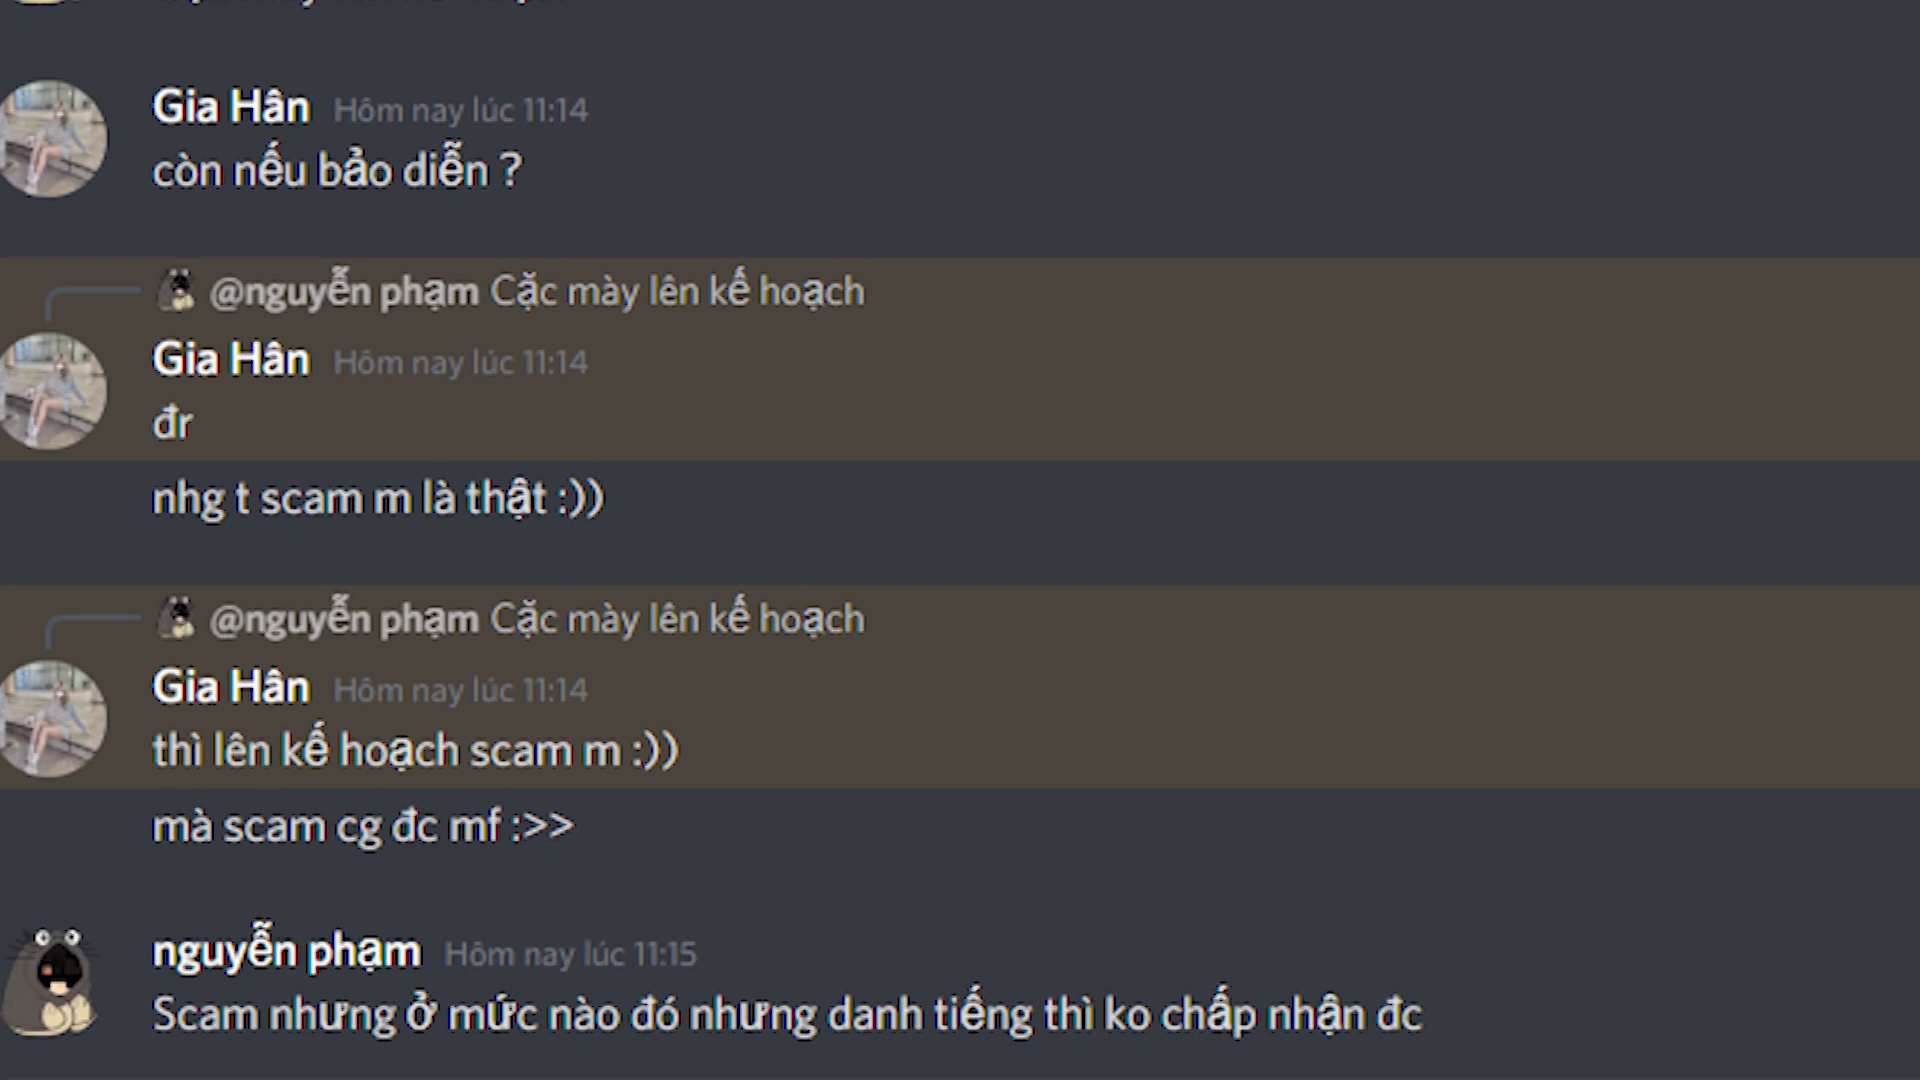 Gia Hân Hôm nay lúc 11:14
còn nếu bảo diễn ?
@nguyễn phạm Cặc mày lên kế hoạch
Gia Hân Hôm nay lúc 11:14
đr
nhg t scam m là thật :))
@nguyễn phạm Cặc mày lên kế hoạch
Gia Hân Hôm nay lúc 11:14
thì lên kế hoạch scam m :))
mà scam cg đc mf :>>
nguyễn phạm Hôm nay lúc 11:15
Scam nhưng ở mức nào đó nhưng danh tiếng thì ko chấp nhận đc